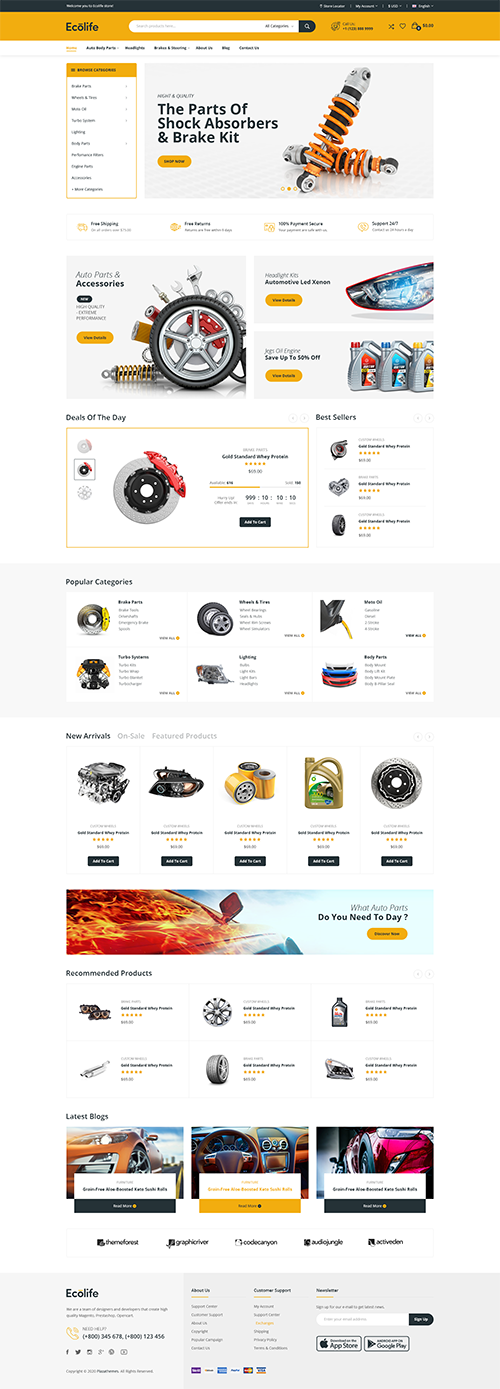 Welcome you to Ecolife store!
Store Locator
My Account
$ USD
English
Ecolife
Search products here...
All Categories
Call Us:
+1 (123) 888 9999
$0.00
Home
Auto Body Parts
Headlights
Brakes & Steering
About Us
Blog
Contact Us
BROWSE CATEGORIES
Brake Parts
Wheels & Tires
Moto Oil
Turbo System
Lighting
Body Parts
Performance Filters
Engine Parts
Accessories
+ More Categories
HIGHT & QUNLITY
The Parts Of
Shock Absorbers
& Brake Kit
SHOP NOW
Free Shipping
On all orders over $75.00
Free Returns
Returns are free within 9 days
100% Payment Secure
Your payment are safe with us.
Support 24/7
Contact us 24 hours a day
Auto Parts &
Accessories
NEW
HIGH QUALITY
- EXTREME
PERFORMANCE
View Details
Headlight Kits
Automotive Led Xenon
View Details
Jegs Oil Engine
Save Up To 50% Off
View Details
Deals Of The Day
BRAKE PARTS
Gold Standard Whey Protein
$69.00
Available: 616
Sold: 180
Hurry Up!
Offer ends in:
999 : 10 : 10 : 10
Add To Cart
Best Sellers
CUSTOM WHEELS
Gold Standard Whey Protein
$69.00
BRAKE PARTS
Gold Standard Whey Protein
$69.00
CUSTOM WHEELS
Gold Standard Whey Protein
$69.00
Popular Categories
Brake Parts
Brake Tools
Driveshafts
Emergency Brake
Spools
VIEW ALL
Wheels & Tires
Wheel Bearings
Seals & Hubs
Wheel Rim Screws
Wheel Simulators
VIEW ALL
Moto Oil
Gasoline
Diesel
2-Stroke
4-Stroke
VIEW ALL
Turbo Systems
Turbo Kits
Turbo Wrap
Turbo Blanket
Turbocharger
VIEW ALL
Lighting
Bulbs
Light Kits
Light Bars
Headlights
VIEW ALL
Body Parts
Body Mount
Body Lift Kit
Body Mount Plate
Body & Pillar Seal
VIEW ALL
New Arrivals
On-Sale
Featured Products
CUSTOM WHEELS
Gold Standard Whey Protein
$69.00
Add To Cart
CUSTOM WHEELS
Gold Standard Whey Protein
$69.00
Add To Cart
CUSTOM WHEELS
Gold Standard Whey Protein
$69.00
Add To Cart
CUSTOM WHEELS
Gold Standard Whey Protein
$69.00
Add To Cart
CUSTOM WHEELS
Gold Standard Whey Protein
$69.00
Add To Cart
What Auto Parts
Do You Need To Day ?
Discover Now
Recommended Products
BRAKE PARTS
Gold Standard Whey Protein
$69.00
CUSTOM WHEELS
Gold Standard Whey Protein
$69.00
BRAKE PARTS
Gold Standard Whey Protein
$69.00
CUSTOM WHEELS
Gold Standard Whey Protein
$69.00
BRAKE PARTS
Gold Standard Whey Protein
$69.00
CUSTOM WHEELS
Gold Standard Whey Protein
$69.00
Latest Blogs
FURNITURE
Grain-Free Aloe-Boosted Kato Sushi Rolls
Read More
FURNITURE
Grain-Free Aloe-Boosted Kato Sushi Rolls
Read More
FURNITURE
Grain-Free Aloe-Boosted Kato Sushi Rolls
Read More
themeforest
graphicriver
codecanyon
audiojungle
activeden
Ecolife
We are a team of designers and developers that create high
quality Magento, Prestashop, Opencart.
NEED HELP?
(+800) 345 678, (+800) 123 456
Copyright © 2020 PlazaThemes. All Rights Reserved.
About Us
Support Center
Customer Support
About Us
Copyright
Popular Campaign
Contact Us
Customer Support
My Account
Support Center
Exchanges
Shipping
Privacy Policy
Terms & Conditions
Newsletter
Sign up for our e-mail to get latest news.
Your email address
Sign Up
Download on the
App Store
ANDROID APP ON
Google Play
VISA
PayPal